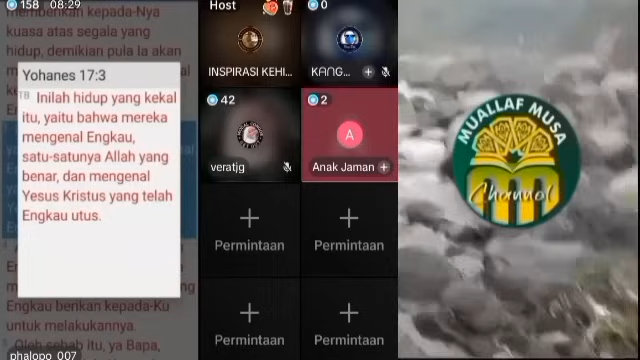 158 08:29
memberikan kepada-Nya
kuasa atas segala yang
hidup, demikian pula Ia akan
Yohanes 17:3
TB Inilah hidup yang kekal
itu, yaitu bahwa mereka
mengenal Engkau,
satu-satunya Allah yang
benar, dan mengenal
Yesus Kristus yang telah
Engkau utus.
Engkau berikan kepada-Ku
untuk melakukannya.
Oleh sebab itu, ya Bapa,
phalopo_007
Host
INSPIRASI KEHI...
0
KANG...
42
veratjg
2
A
Anak Jaman
Permintaan
Permintaan
Permintaan
Permintaan
MUALLAF MUSA
Channel